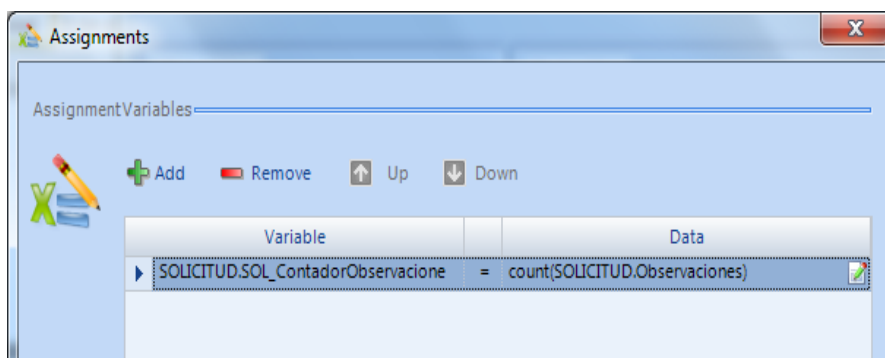 Assignments
AssignmentVariables
Add Remove Up Down
Variable Data
SOLICITUD.SOL_ContadorObservacione = count(SOLICITUD.Observaciones)